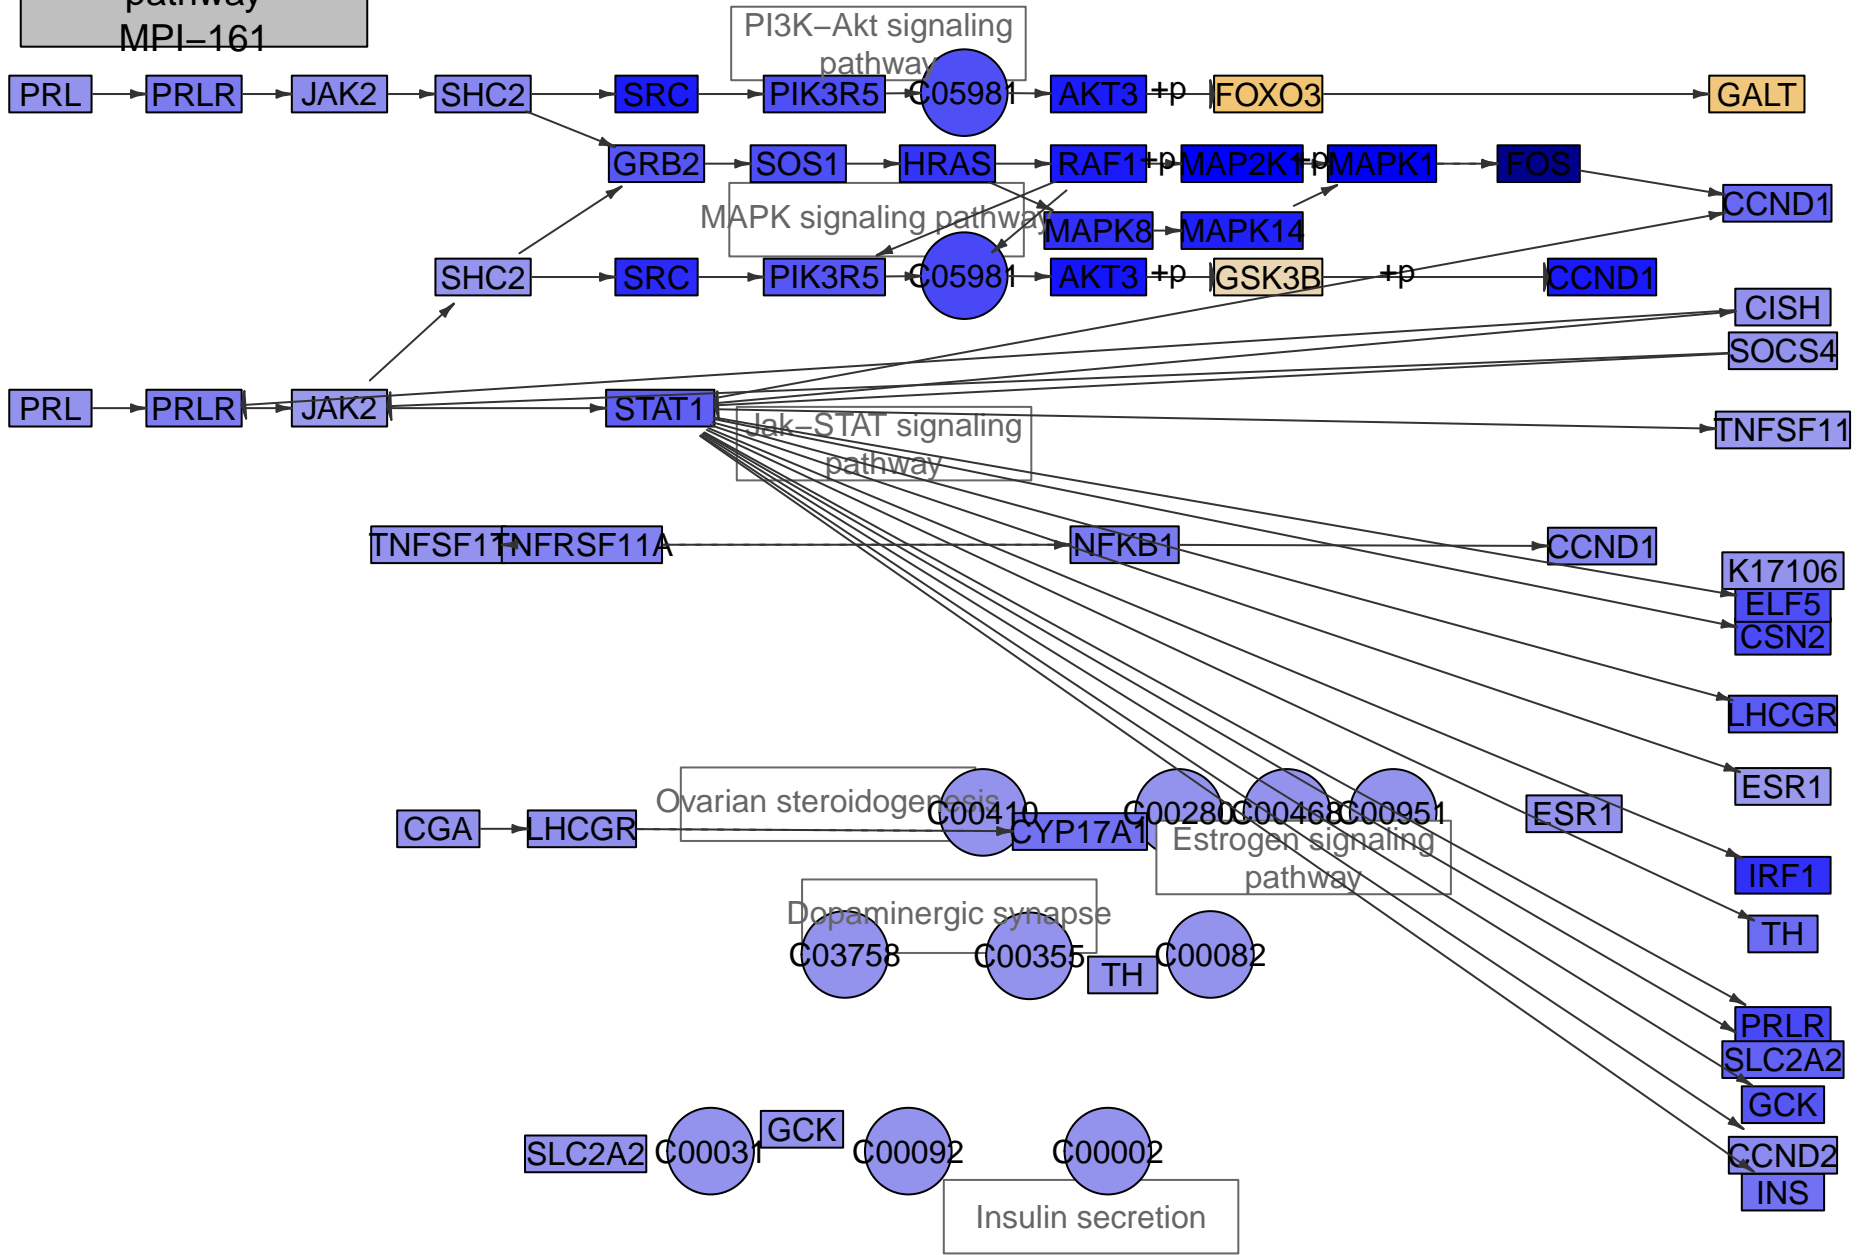 pathway
MPI−161
PI3K−Akt signaling
pathway
PRL
PRLR
JAK2
SHC2
SRC
PIK3R5
C05981
AKT3
+p
FOXO3
GALT
GRB2
SOS1
HRAS
RAF1
+p
MAP2K1
+p
MAPK1
FOS
CCND1
MAPK signaling pathway
MAPK8
MAPK14
SHC2
SRC
PIK3R5
C05981
AKT3
+p
GSK3B
+p
CCND1
CISH
SOCS4
PRL
PRLR
JAK2
STAT1
Jak−STAT signaling
pathway
TNFSF11
TNFSF11
TNFRSF11A
NFKB1
CCND1
K17106
ELF5
CSN2
LHCGR
ESR1
Ovarian steroidogenesis
C00410
C00280
C00468
C00951
ESR1
CGA
LHCGR
CYP17A1
Estrogen signaling
pathway
IRF1
Dopaminergic synapse
TH
C03758
C00355
TH
C00082
PRLR
SLC2A2
GCK
SLC2A2
C00031
GCK
C00092
C00002
CCND2
INS
Insulin secretion